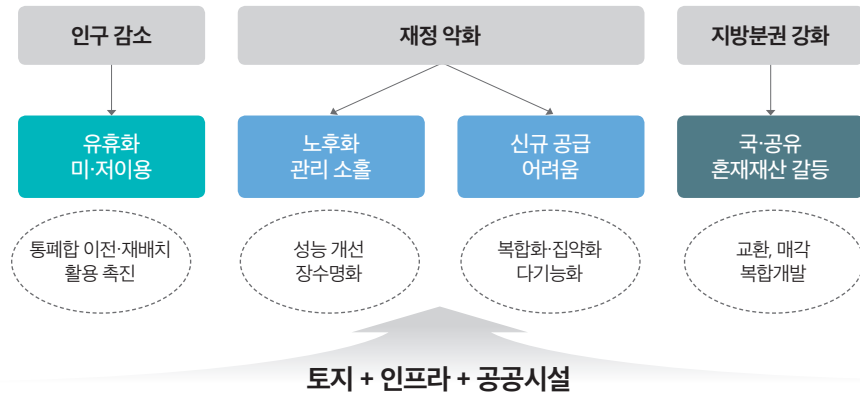 인구 감소
재정 악화
지방분권 강화
유휴화
미·저이용
노후화
관리 소홀
신규 공급
어려움
국·공유
혼재재산 갈등
통폐합 이전·재배치
활용 촉진
성능 개선
장수명화
복합화·집약화
다기능화
교환, 매각
복합개발
토지 + 인프라 + 공공시설